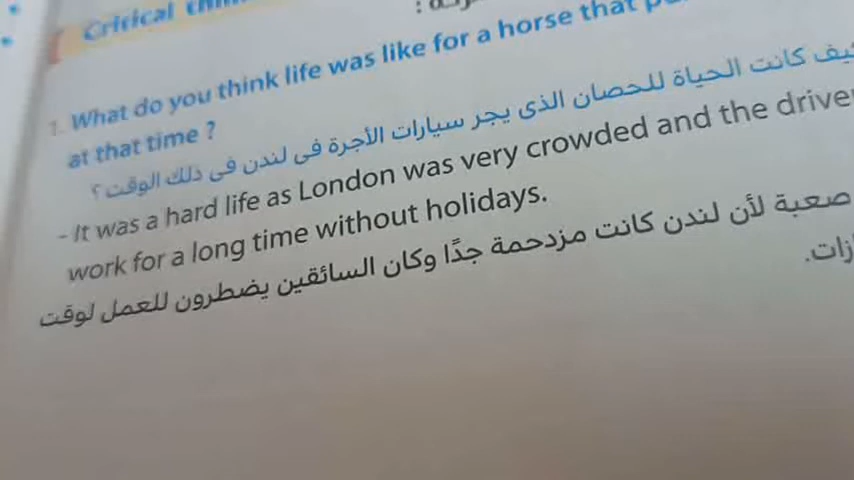 Critical
1. What do you think life was like for a horse that
at that time ?
كيف كانت الحياة للحصان الذى يجر سيارات الأجرة فى لندن فى ذلك الوقت ؟
- It was a hard life as London was very crowded and the driver
work for a long time without holidays.
صعبة لأن لندن كانت مزدحمة جدًا وكان السائقين يضطرون للعمل لوقت